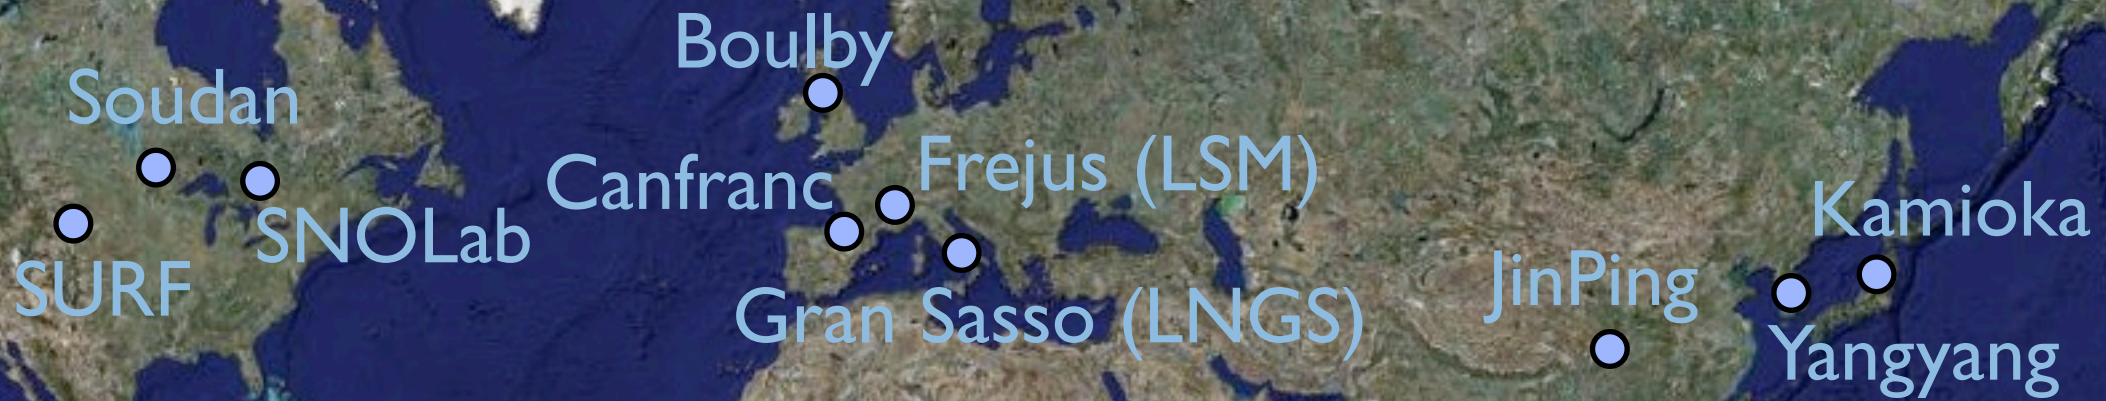 Boulby
Soudan
Canfranc
Frejus (LSM)
Kamioka
SNOLab
SURF
JinPing
Gran Sasso (LNGS)
Yangyang